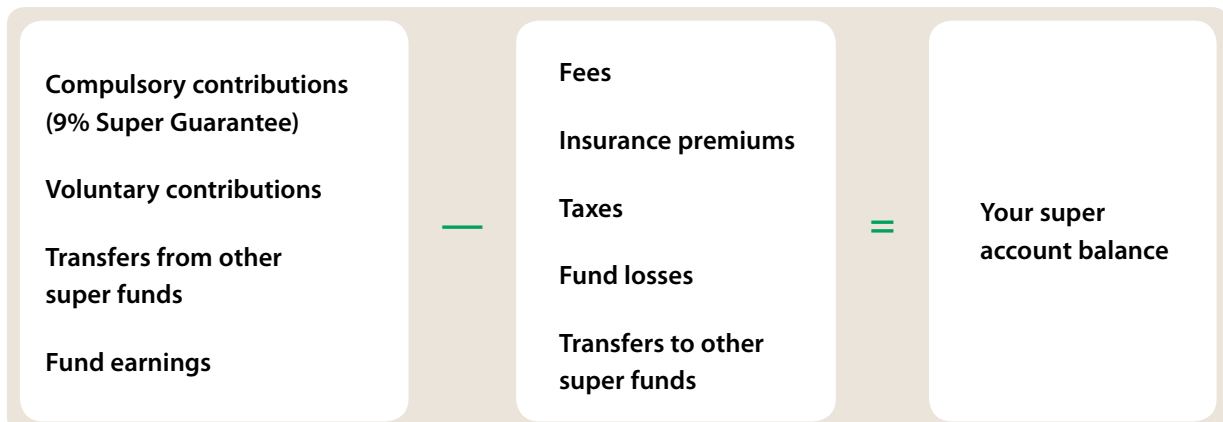 Compulsory contributions
(9% Super Guarantee)
Voluntary contributions
Transfers from other
super funds
Fund earnings
—
Fees
Insurance premiums
Taxes
Fund losses
Transfers to other
super funds
=
Your super
account balance